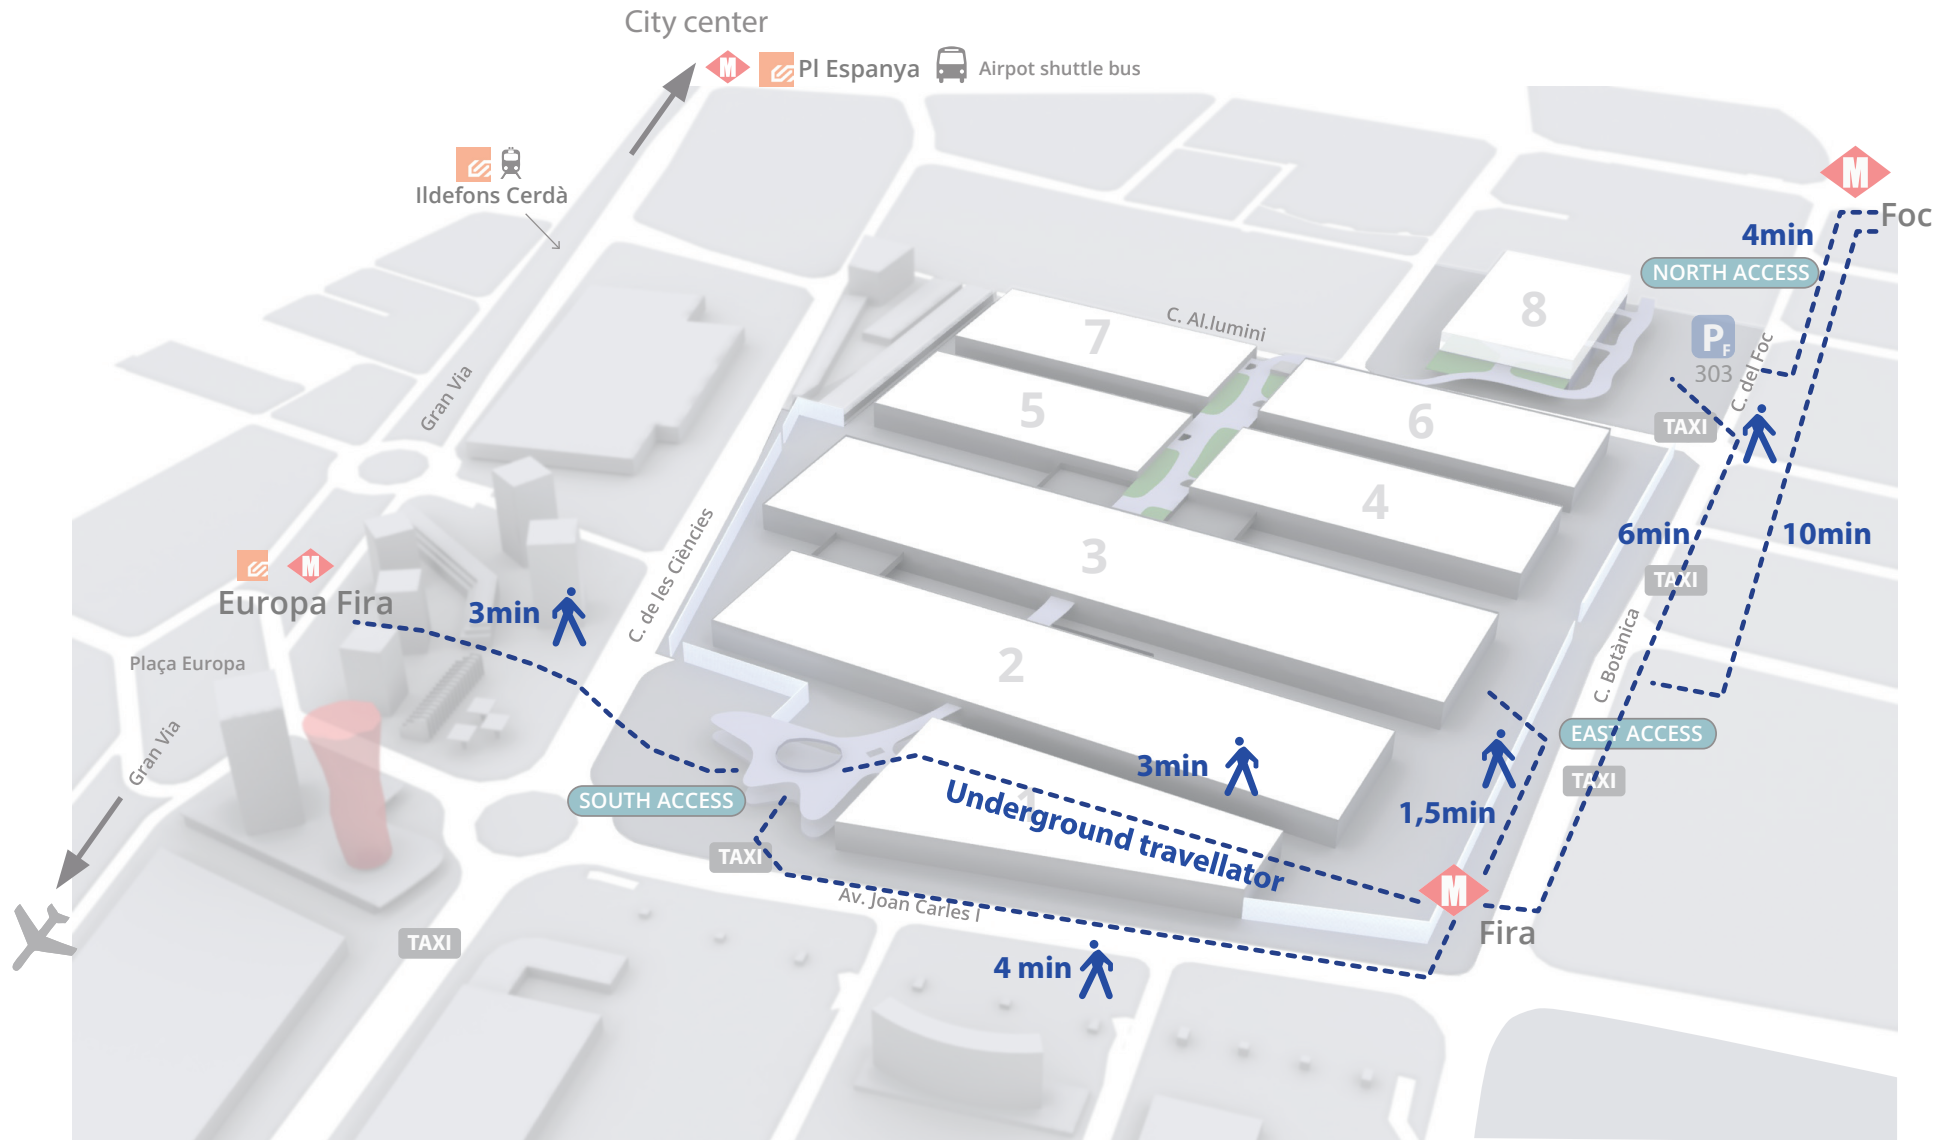 City center
M
Pl Espanya
Airpot shuttle bus
Ildefons Cerdà
M
Foc
4min
NORTH ACCESS
C. Al.lumini
7
8
P
F
303
C. del Foc
Gran Via
5
6
TAXI
4
3
C. de les Ciències
6min
10min
M
Europa Fira
3min
TAXI
C. Botànica
Plaça Europa
2
Gran Via
EAST ACCESS
3min
TAXI
SOUTH ACCESS
1
Underground travellator
1,5min
TAXI
M
Fira
Av. Joan Carles I
TAXI
4 min